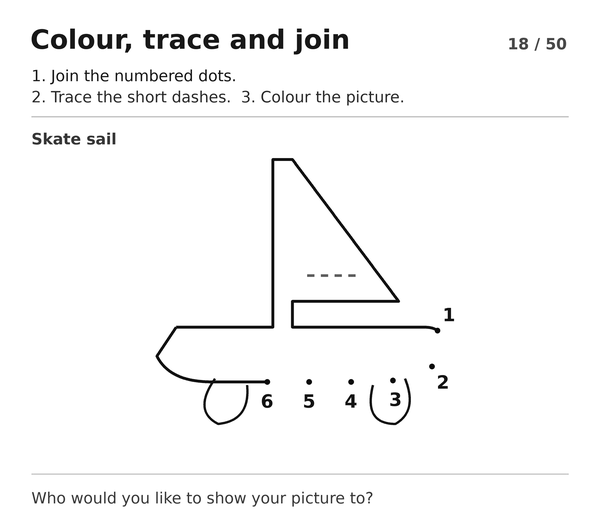 Colour, trace and join
18 / 50
1. Join the numbered dots.
2. Trace the short dashes.  3. Colour the picture.
Skate sail
1
2
6 5 4 3
Who would you like to show your picture to?